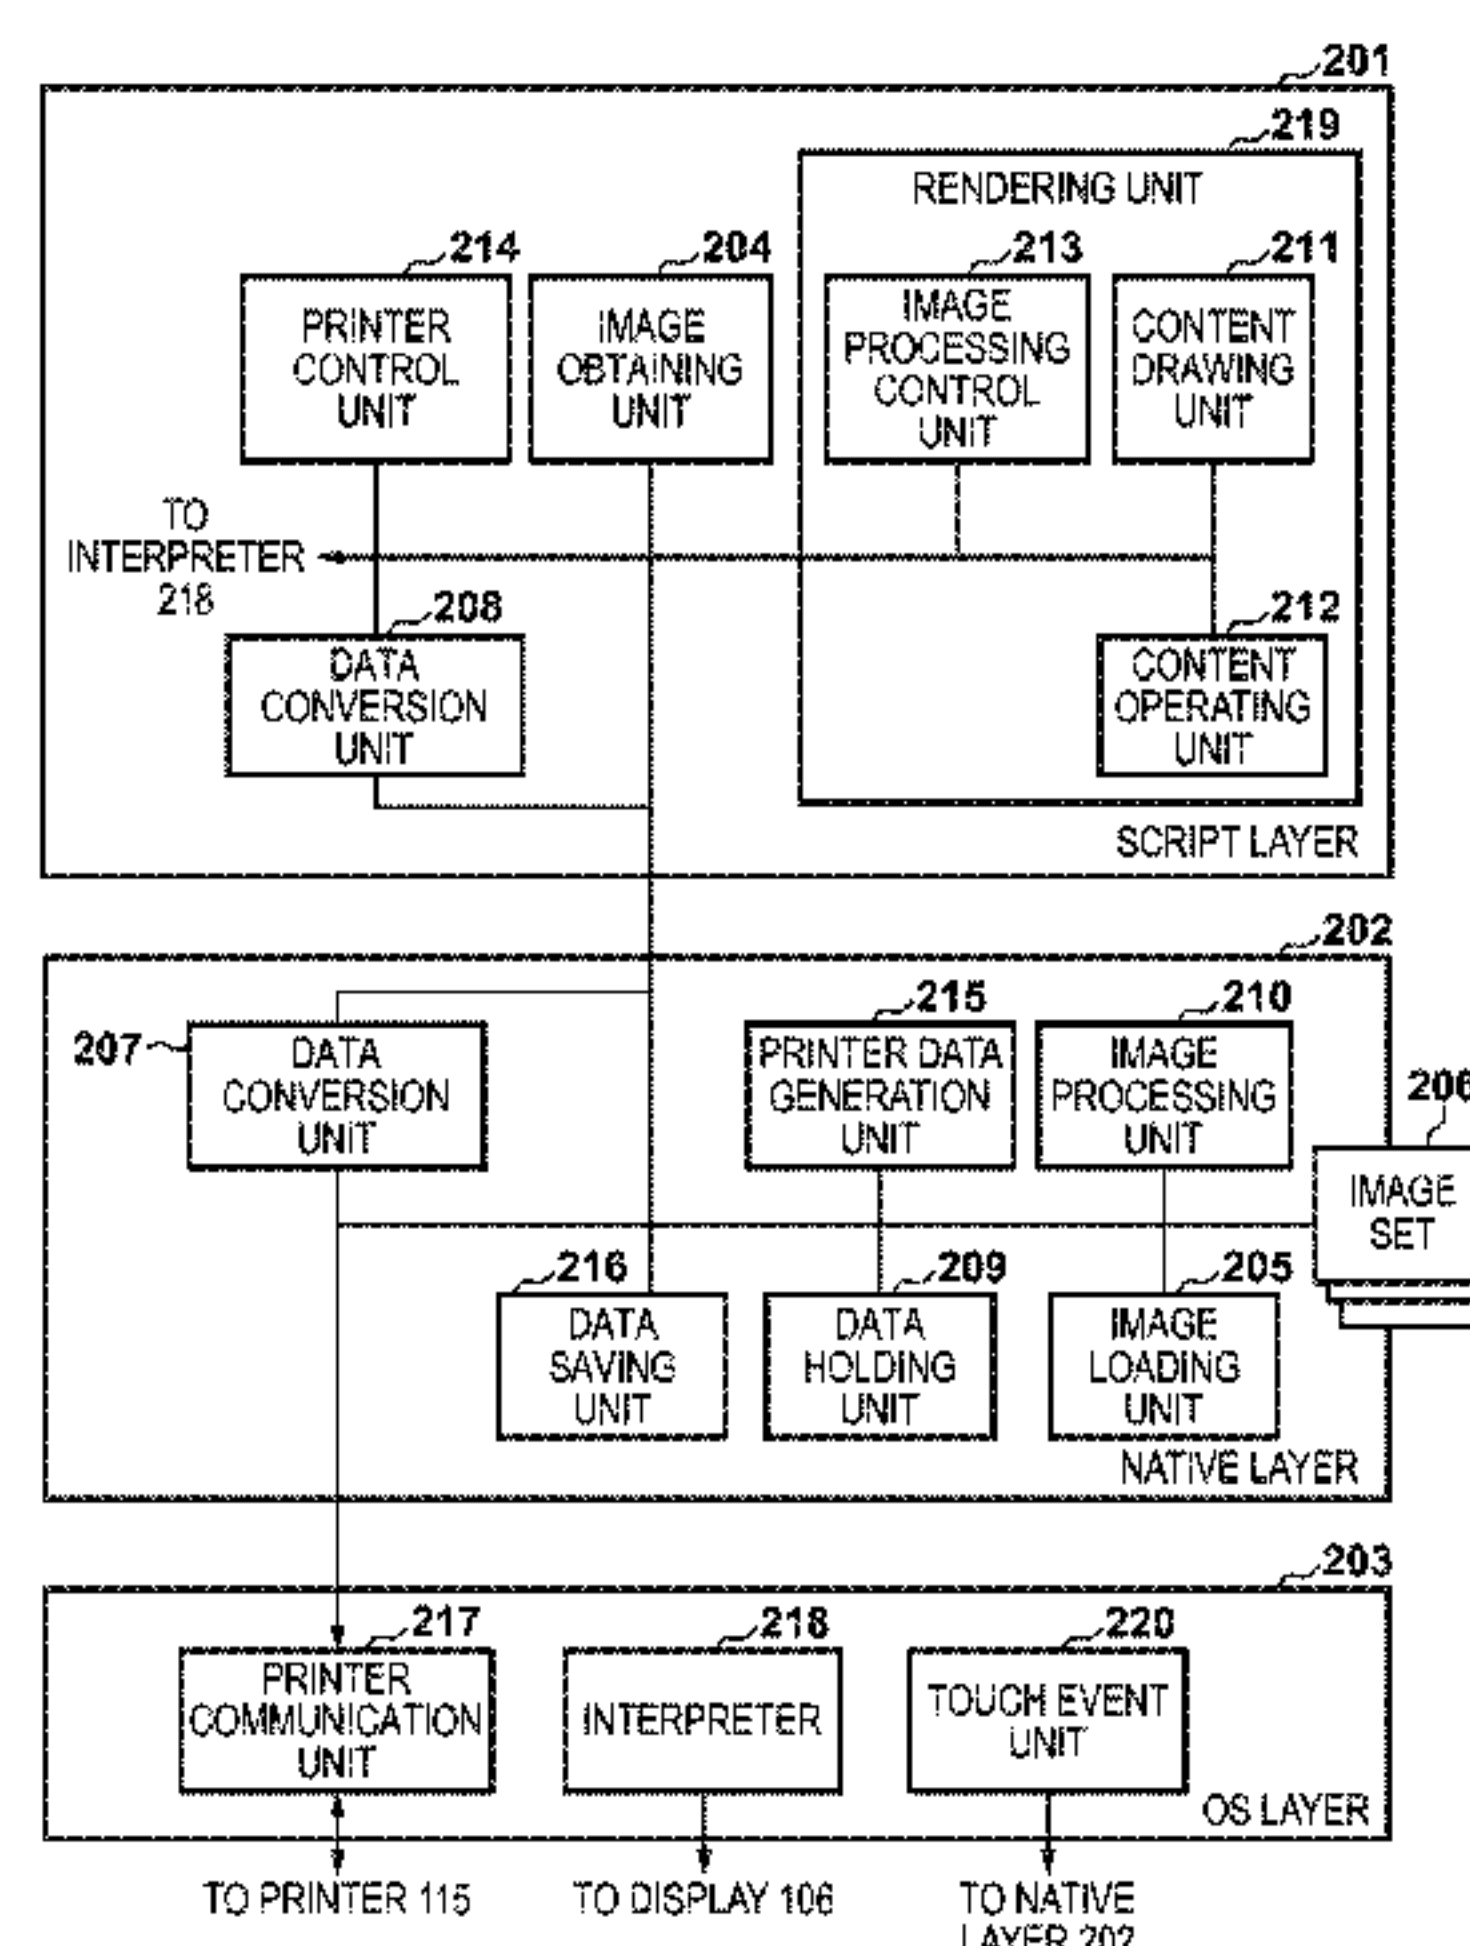 201
219
RENDERING UNIT
214
204
213
211
PRINTER
CONTROL
UNIT
IMAGE
OBTAINING
UNIT
IMAGE
PROCESSING
CONTROL
UNIT
CONTENT
DRAWING
UNIT
TO
INTERPRETER
218
208
DATA
CONVERSION
UNIT
212
CONTENT
OPERATING
UNIT
SCRIPT LAYER
202
207
DATA
CONVERSION
UNIT
215
PRINTER DATA
GENERATION
UNIT
210
IMAGE
PROCESSING
UNIT
206
IMAGE
SET
216
DATA
SAVING
UNIT
209
DATA
HOLDING
UNIT
205
IMAGE
LOADING
UNIT
NATIVE LAYER
203
217
PRINTER
COMMUNICATION
UNIT
218
INTERPRETER
220
TOUCH EVENT
UNIT
OS LAYER
TO PRINTER 115
TO DISPLAY 106
TO NATIVE
LAYER 202